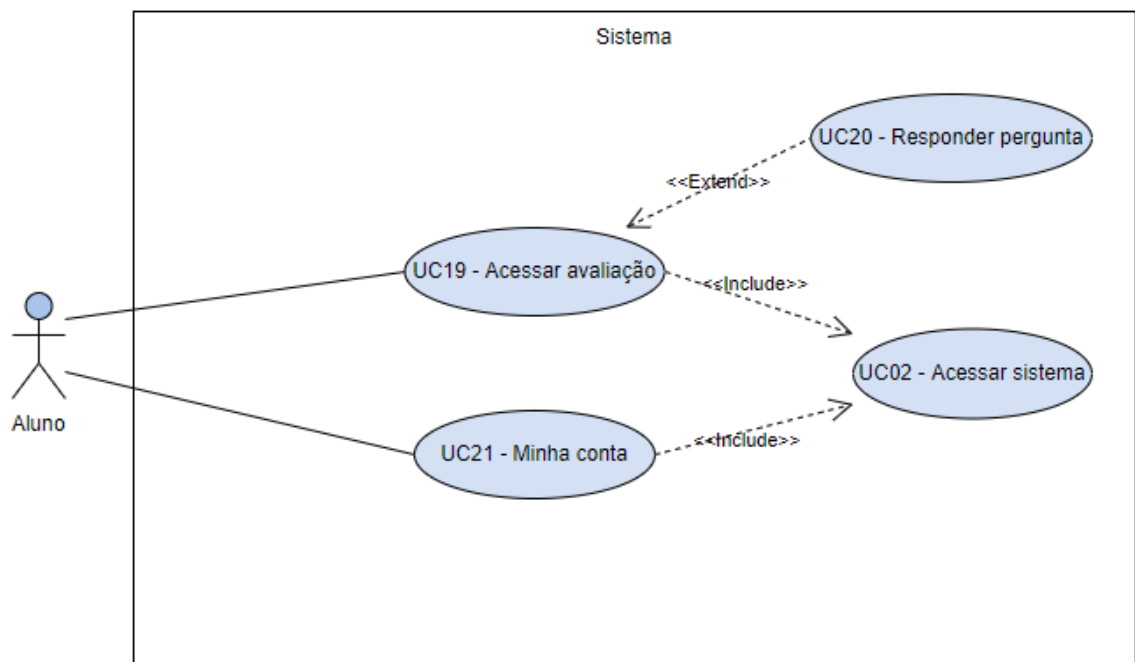 Sistema
UC20 - Responder pergunta
<<Extend>>
UC19 - Acessar avaliação
<<Include>>
UC02 - Acessar sistema
Aluno
<<Include>>
UC21 - Minha conta